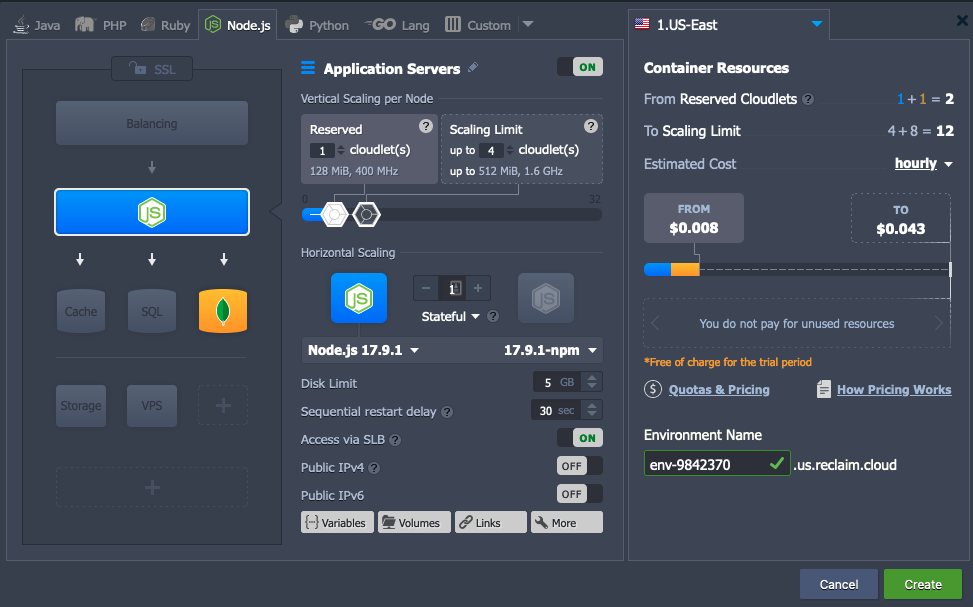 Java
PHP
Ruby
Node.js
Python
GO Lang
Custom
1.US-East
SSL
Balancing
JS
Cache
SQL
Storage
VPS
Application Servers
ON
Vertical Scaling per Node
Reserved ?
1 cloudlet(s)
128 MiB, 400 MHz
Scaling Limit ?
up to 4 cloudlet(s)
up to 512 MiB, 1.6 GHz
0 32
Horizontal Scaling
JS
− 1 +
JS
Stateful ?
Node.js 17.9.1
17.9.1-npm
Disk Limit 5 GB
Sequential restart delay ? 30 sec
Access via SLB ? ON
Public IPv4 ? OFF
Public IPv6 OFF
{···} Variables
Volumes
Links
More
Container Resources
From Reserved Cloudlets ? 1 + 1 = 2
To Scaling Limit 4 + 8 = 12
Estimated Cost hourly
FROM
$0.008
TO
$0.043
You do not pay for unused resources
*Free of charge for the trial period
$ Quotas & Pricing
How Pricing Works
Environment Name
env-9842370 .us.reclaim.cloud
Cancel
Create